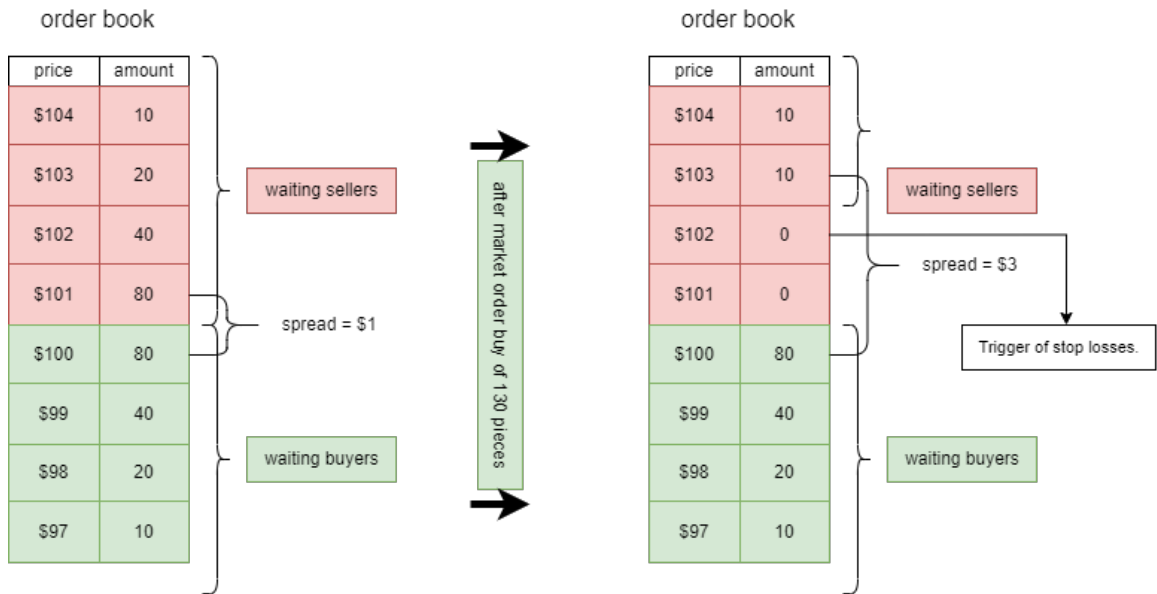 order book
price amount
$104 10
$103 20
$102 40
$101 80
$100 80
$99 40
$98 20
$97 10
waiting sellers
spread = $1
waiting buyers
after market order buy of 130 pieces
order book
price amount
$104 10
$103 10
$102 0
$101 0
$100 80
$99 40
$98 20
$97 10
waiting sellers
spread = $3
Trigger of stop losses.
waiting buyers